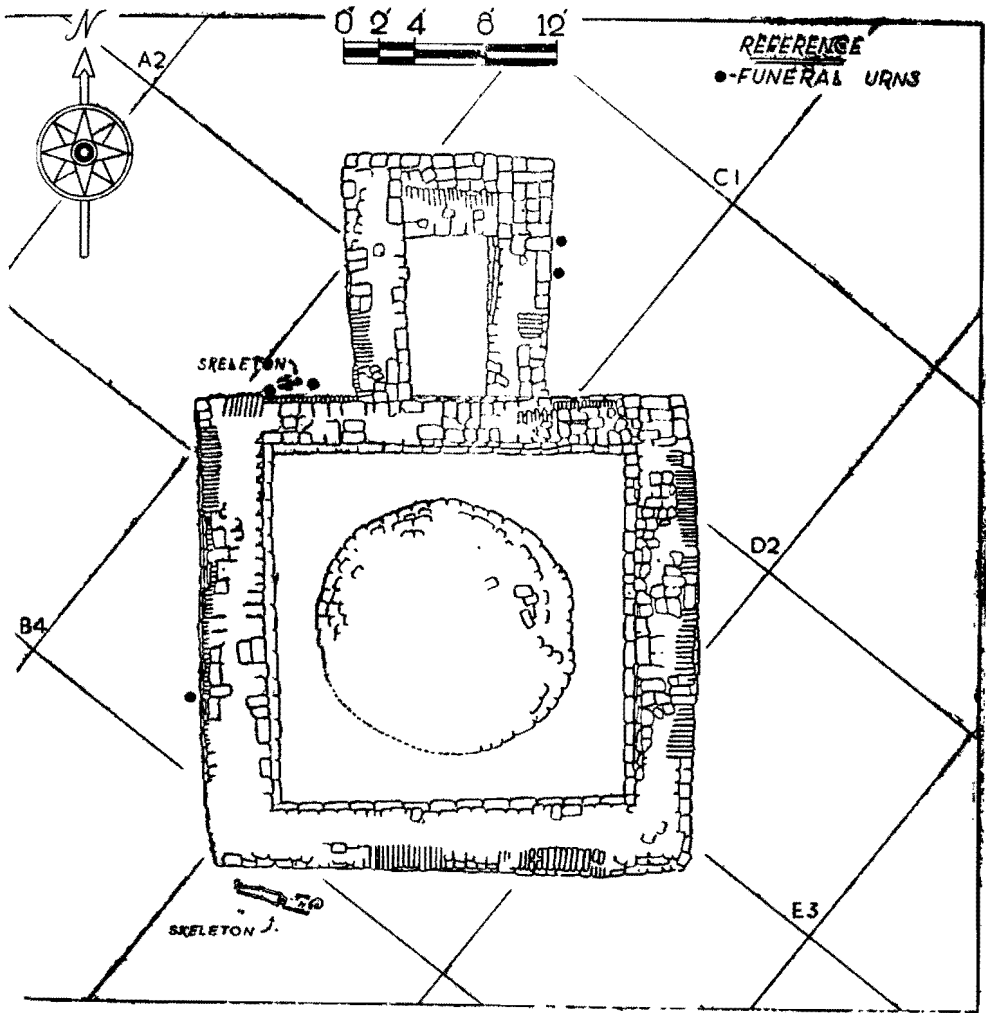 N
0' 2' 4' 8' 12'
REFERENCE
●-FUNERAL URNS
A2
C1
SKELETON
D2
B4
E3
SKELETON